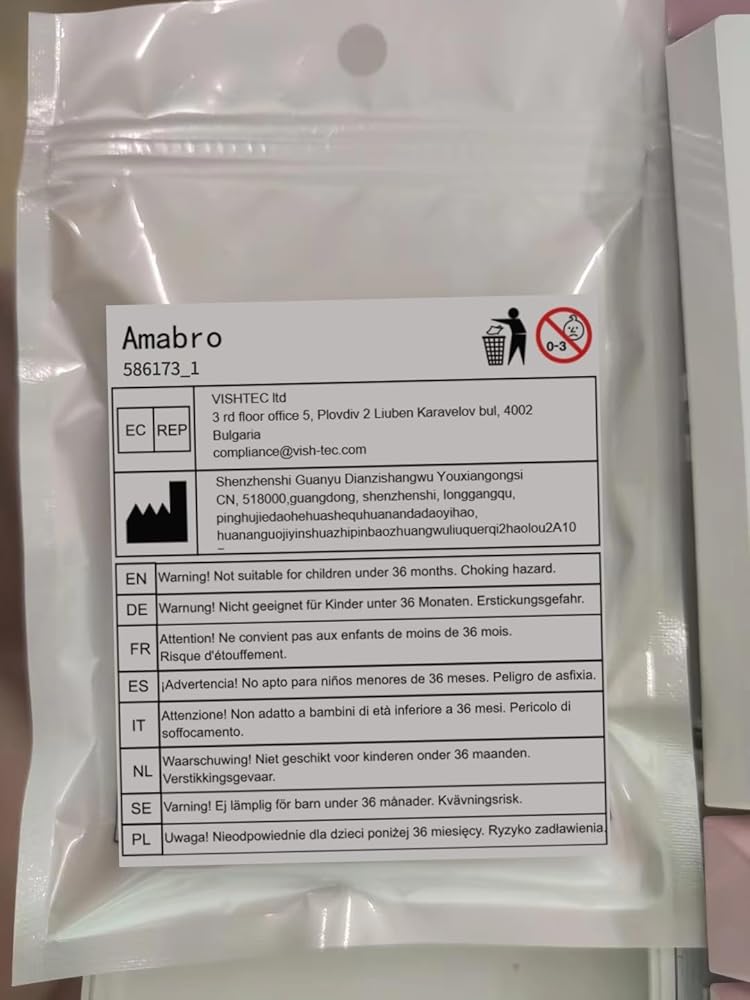 Amabro
586173_1
0-3
EC REP
VISHTEC ltd
3 rd floor office 5, Plovdiv 2 Liuben Karavelov bul, 4002
Bulgaria
compliance@vish-tec.com
Shenzhenshi Guanyu Dianzishangwu Youxiangongsi
CN, 518000,guangdong, shenzhenshi, longgangqu,
pinghujiedaohehuashequhuanandadaoyihao,
huananguojiyinshuazhipinbaozhuangwuliuquerqi2haolou2A10
EN Warning! Not suitable for children under 36 months. Choking hazard.
DE Warnung! Nicht geeignet für Kinder unter 36 Monaten. Erstickungsgefahr.
FR Attention! Ne convient pas aux enfants de moins de 36 mois.
Risque d'étouffement.
ES ¡Advertencia! No apto para niños menores de 36 meses. Peligro de asfixia.
IT Attenzione! Non adatto a bambini di età inferiore a 36 mesi. Pericolo di
soffocamento.
NL Waarschuwing! Niet geschikt voor kinderen onder 36 maanden.
Verstikkingsgevaar.
SE Varning! Ej lämplig för barn under 36 månader. Kvävningsrisk.
PL Uwaga! Nieodpowiednie dla dzieci poniżej 36 miesięcy. Ryzyko zadławienia.